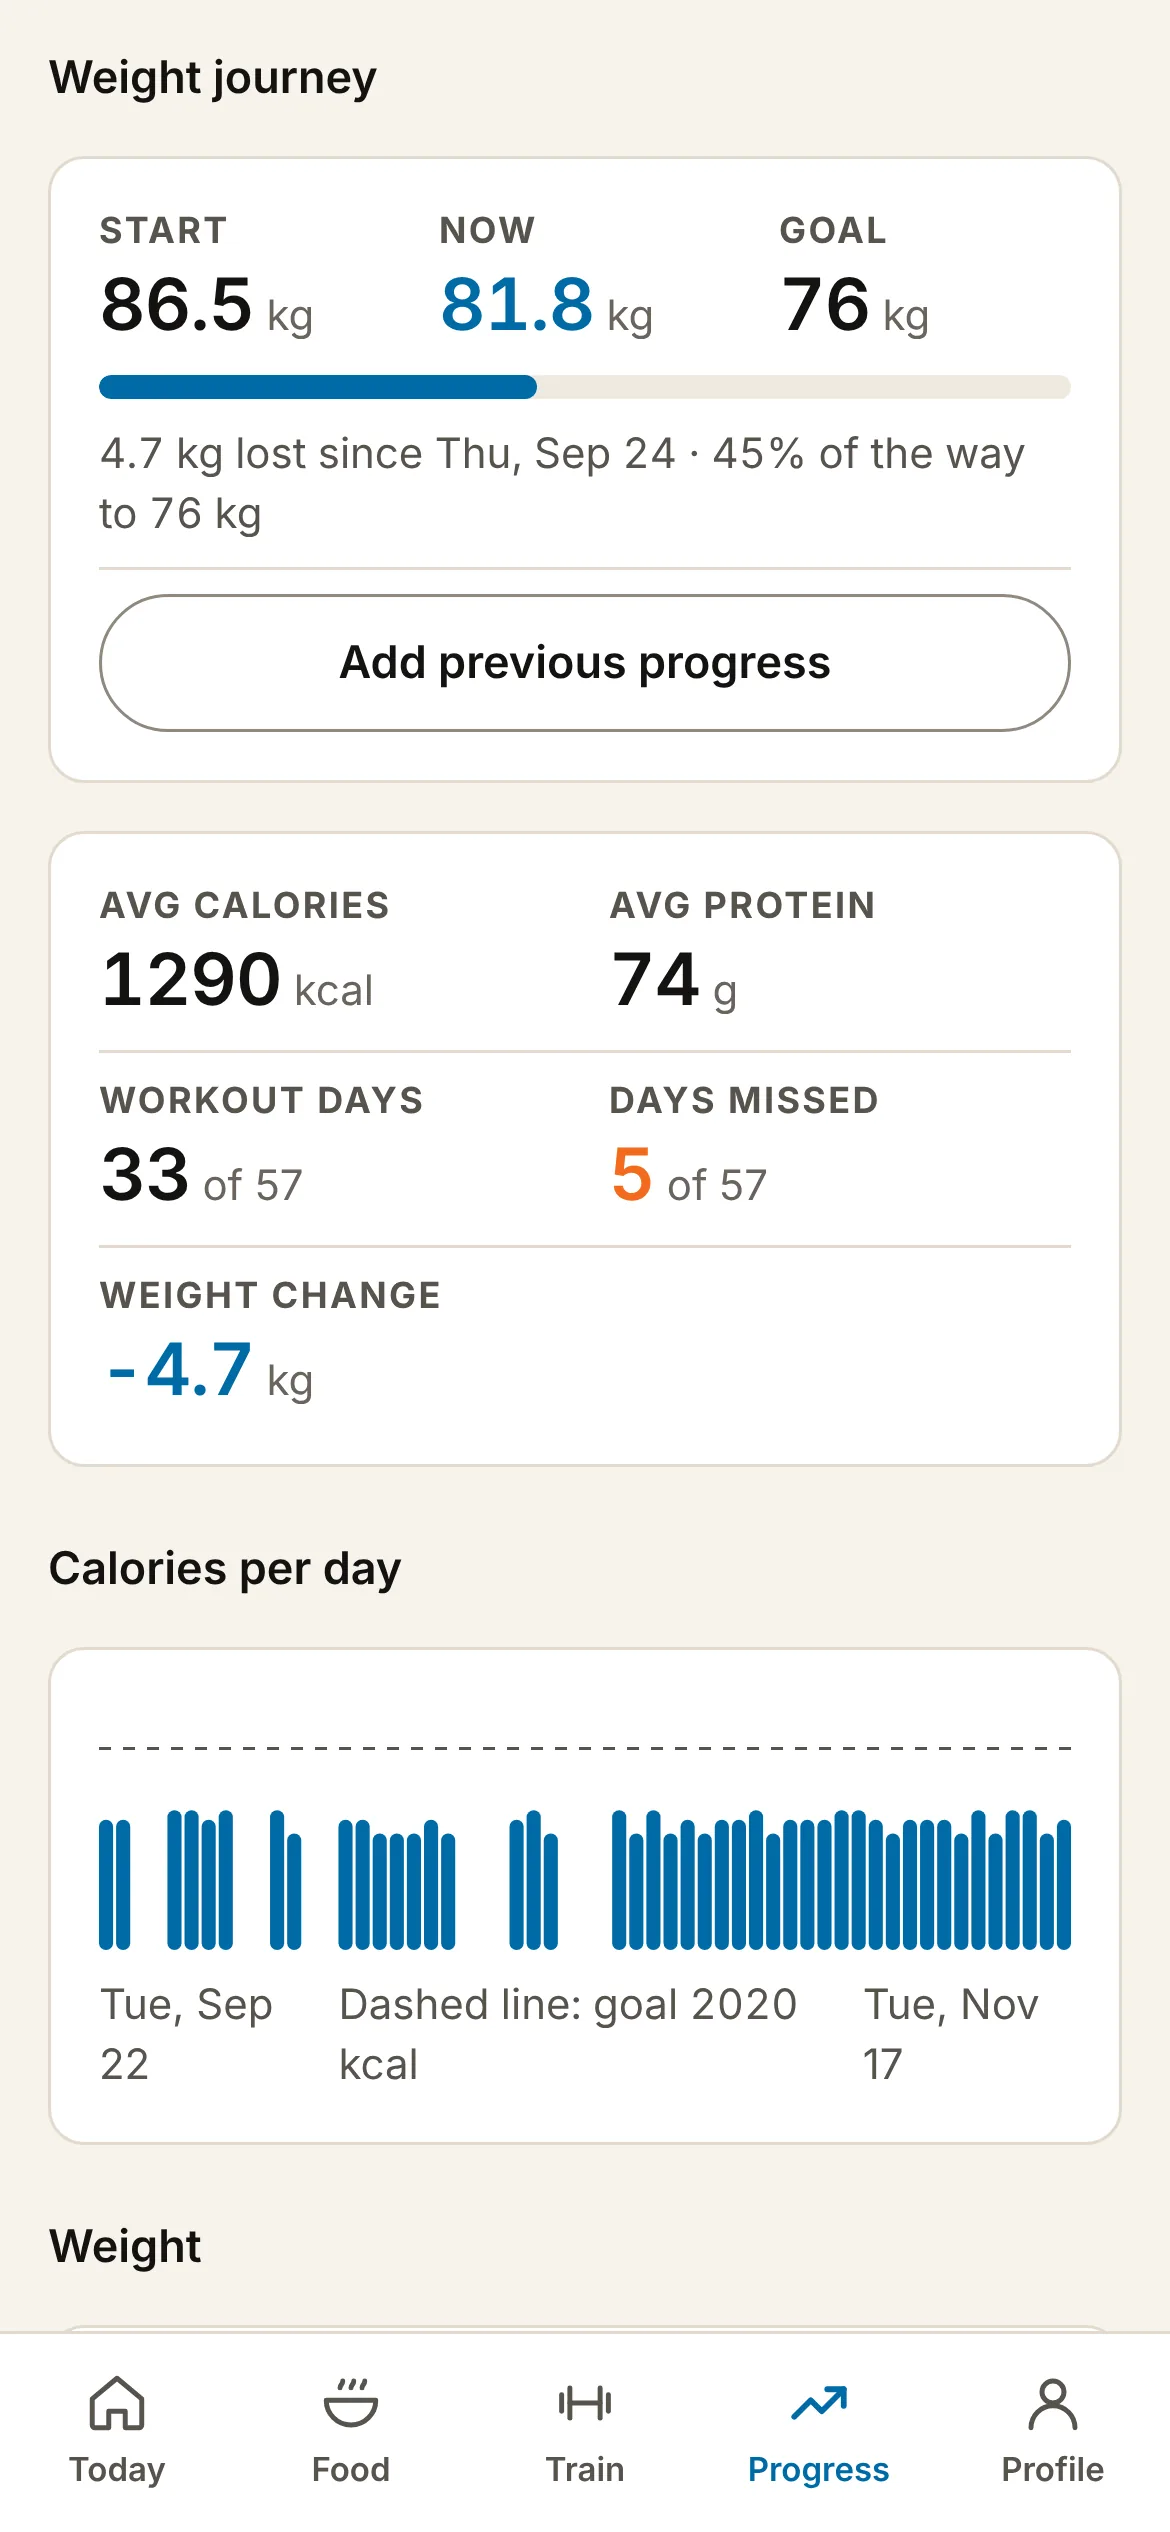 Weight journey
START
NOW
GOAL
86.5 kg
81.8 kg
76 kg
4.7 kg lost since Thu, Sep 24 · 45% of the way
to 76 kg
Add previous progress
AVG CALORIES
AVG PROTEIN
1290 kcal
74 g
WORKOUT DAYS
DAYS MISSED
33 of 57
5 of 57
WEIGHT CHANGE
-4.7 kg
Calories per day
Tue, Sep
22
Dashed line: goal 2020
kcal
Tue, Nov
17
Weight
Today
Food
Train
Progress
Profile